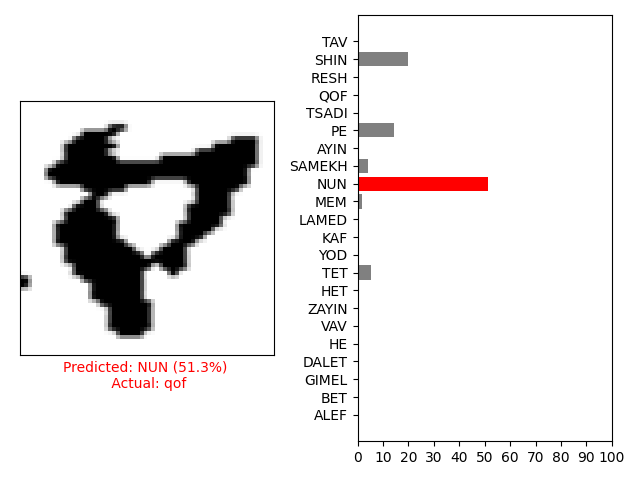 Predicted: NUN (51.3%)
Actual: qof
TAV
SHIN
RESH
QOF
TSADI
PE
AYIN
SAMEKH
NUN
MEM
LAMED
KAF
YOD
TET
HET
ZAYIN
VAV
HE
DALET
GIMEL
BET
ALEF
0 10 20 30 40 50 60 70 80 90 100